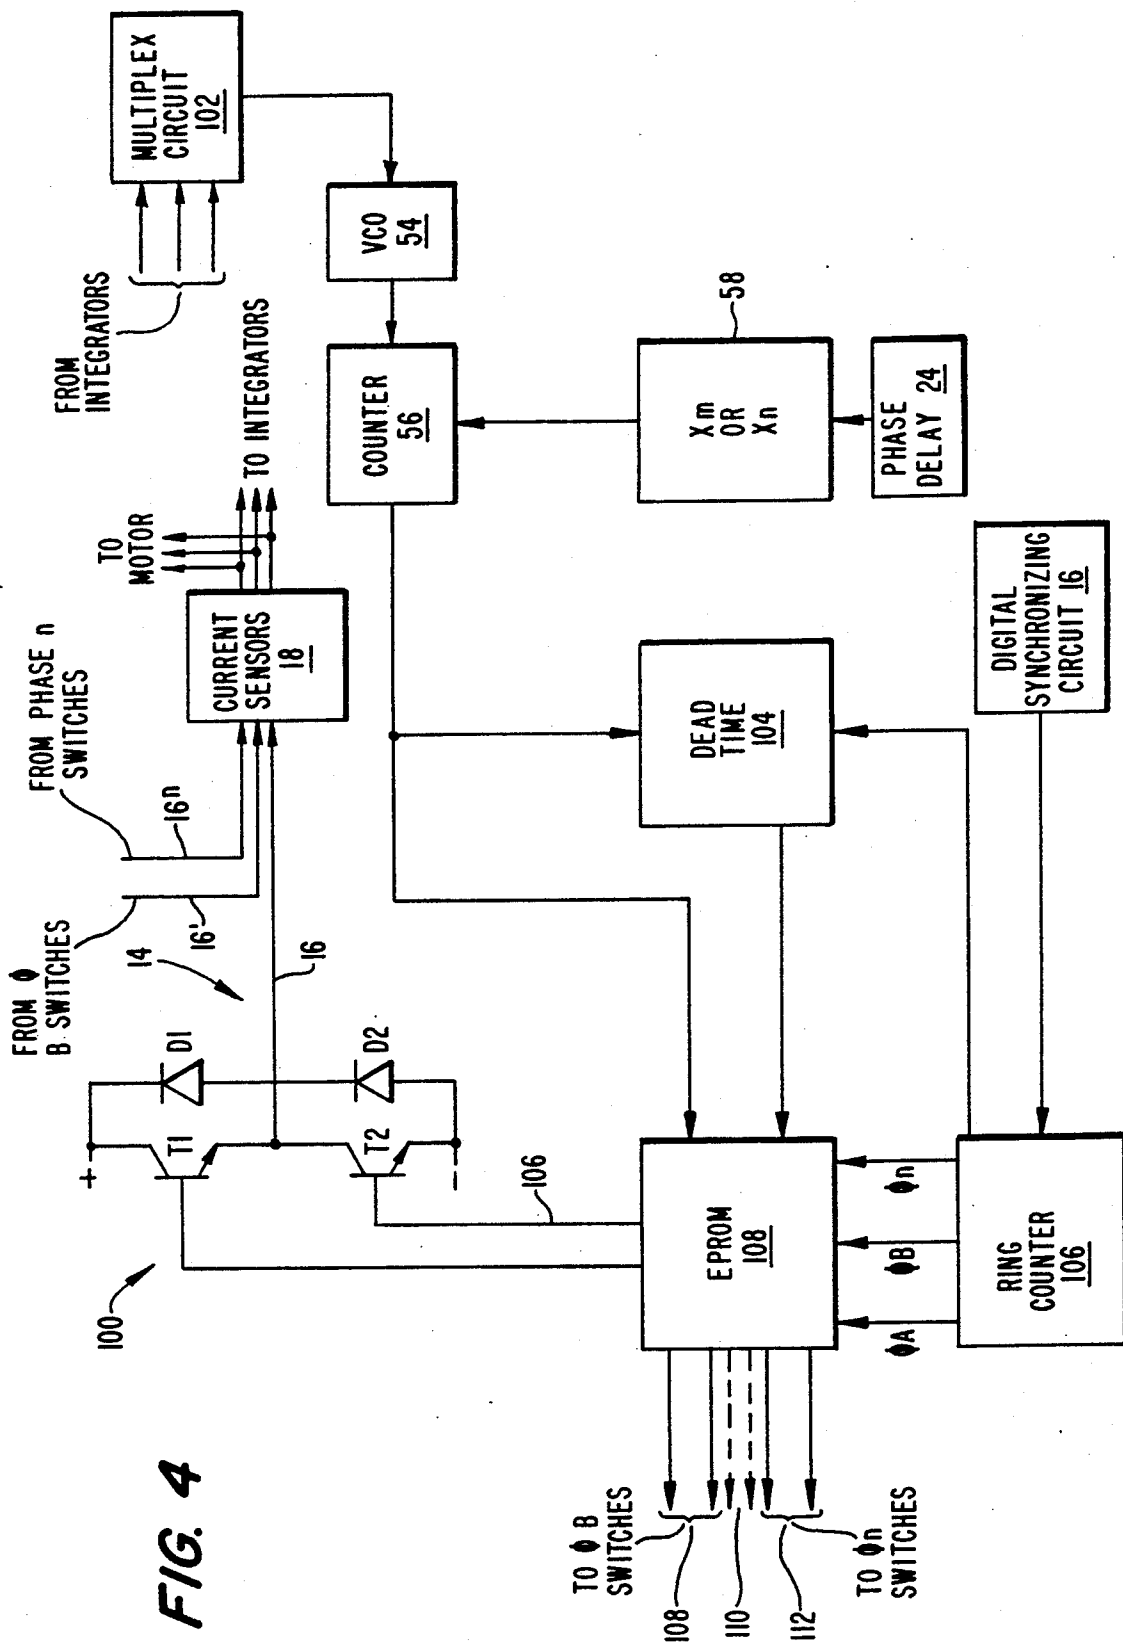 FIG. 4
100
+
T1
D1
T2
D2
–
106
14
16
FROM ϕ
B SWITCHES
16'
FROM PHASE n
SWITCHES
16n
CURRENT
SENSORS
18
TO
MOTOR
TO INTEGRATORS
FROM
INTEGRATORS
MULTIPLEX
CIRCUIT
102
VCO
54
COUNTER
56
Xm
OR
Xn
58
PHASE
DELAY 24
DEAD
TIME
104
DIGITAL
SYNCHRONIZING
CIRCUIT 16
EPROM
108
ϕA
ϕB
ϕn
RING
COUNTER
106
TO ϕ B
SWITCHES
108
110
112
TO ϕn
SWITCHES